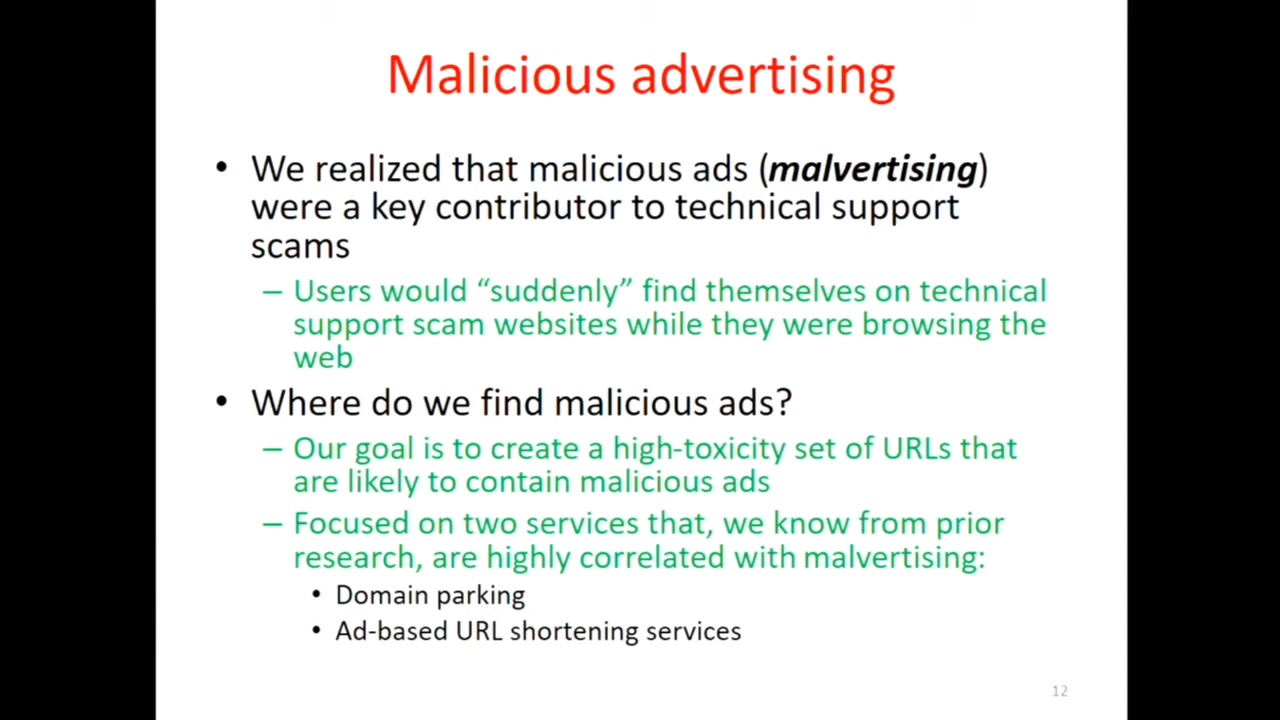 Malicious advertising
• We realized that malicious ads (malvertising)
were a key contributor to technical support
scams
– Users would “suddenly” find themselves on technical
support scam websites while they were browsing the
web
• Where do we find malicious ads?
– Our goal is to create a high-toxicity set of URLs that
are likely to contain malicious ads
– Focused on two services that, we know from prior
research, are highly correlated with malvertising:
• Domain parking
• Ad-based URL shortening services
12